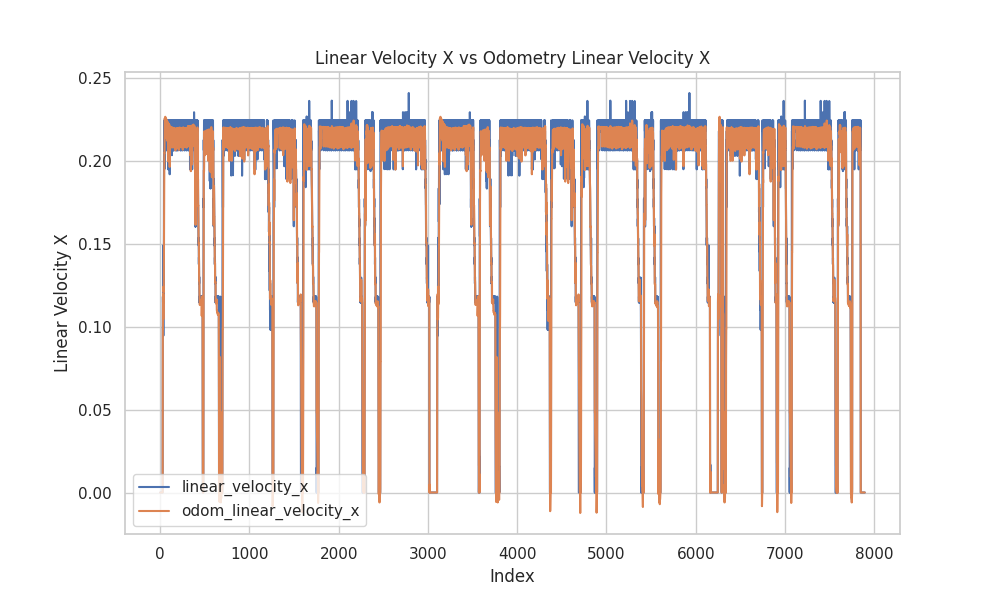 Linear Velocity X vs Odometry Linear Velocity X
Linear Velocity X
0.25
0.20
0.15
0.10
0.05
0.00
linear_velocity_x
odom_linear_velocity_x
0 1000 2000 3000 4000 5000 6000 7000 8000
Index